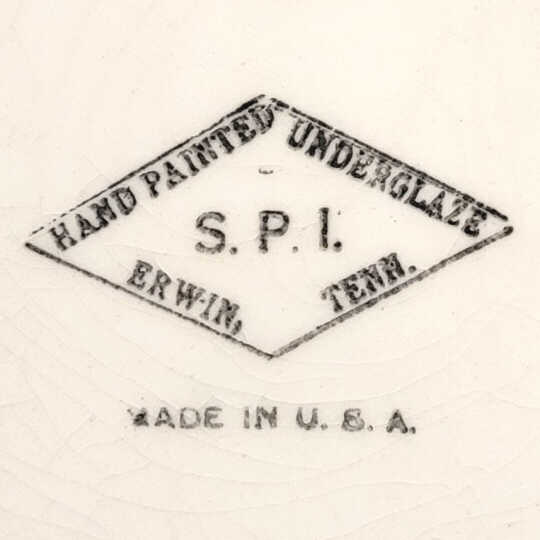 HAND PAINTED UNDERGLAZE
S. P. I.
ERWIN, TENN.
MADE IN U. S. A.